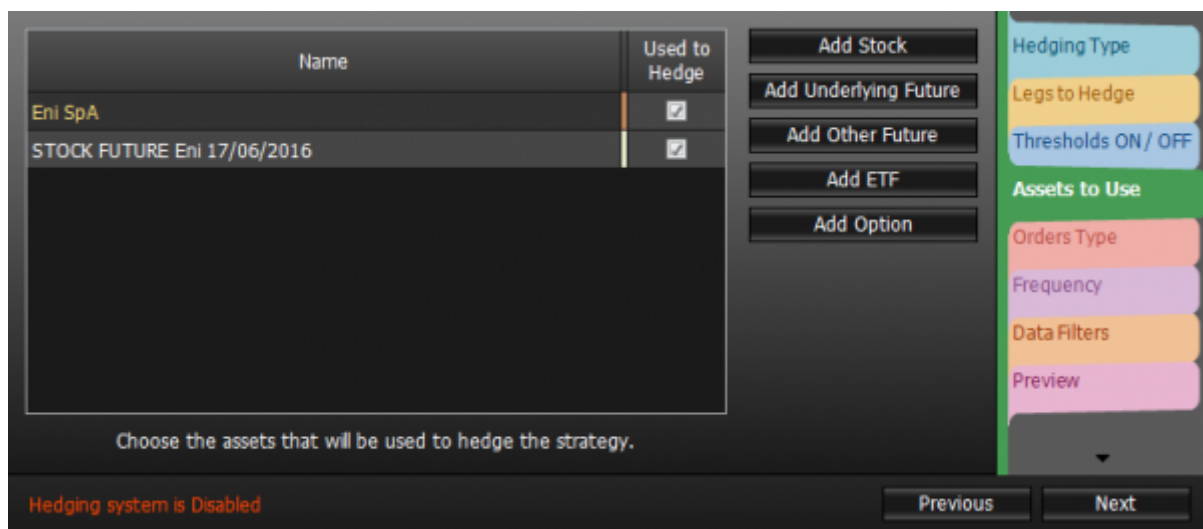 Name
Used to
Hedge
Eni SpA
STOCK FUTURE Eni 17/06/2016
Choose the assets that will be used to hedge the strategy.
Add Stock
Add Underlying Future
Add Other Future
Add ETF
Add Option
Hedging Type
Legs to Hedge
Thresholds ON / OFF
Assets to Use
Orders Type
Frequency
Data Filters
Preview
Hedging system is Disabled
Previous
Next